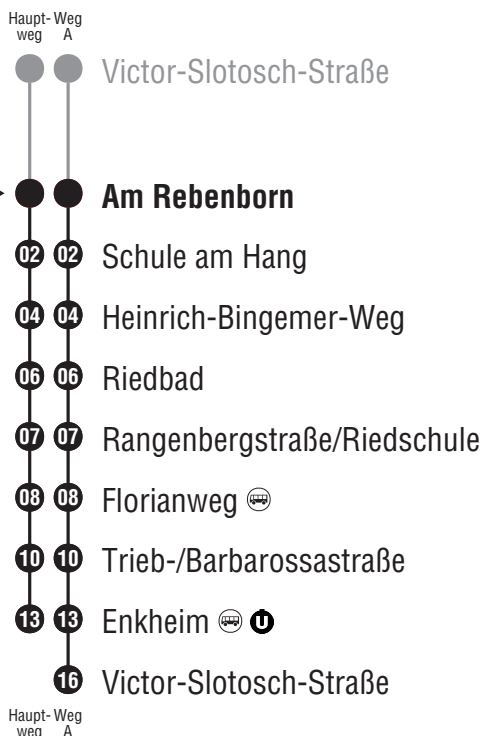 Haupt- Weg
weg A
Victor-Slotosch-Straße
Am Rebenborn
02 02 Schule am Hang
04 04 Heinrich-Bingemer-Weg
06 06 Riedbad
07 07 Rangenbergstraße/Riedschule
08 08 Florianweg
10 10 Trieb-/Barbarossastraße
13 13 Enkheim U
16 Victor-Slotosch-Straße
Haupt- Weg
weg A